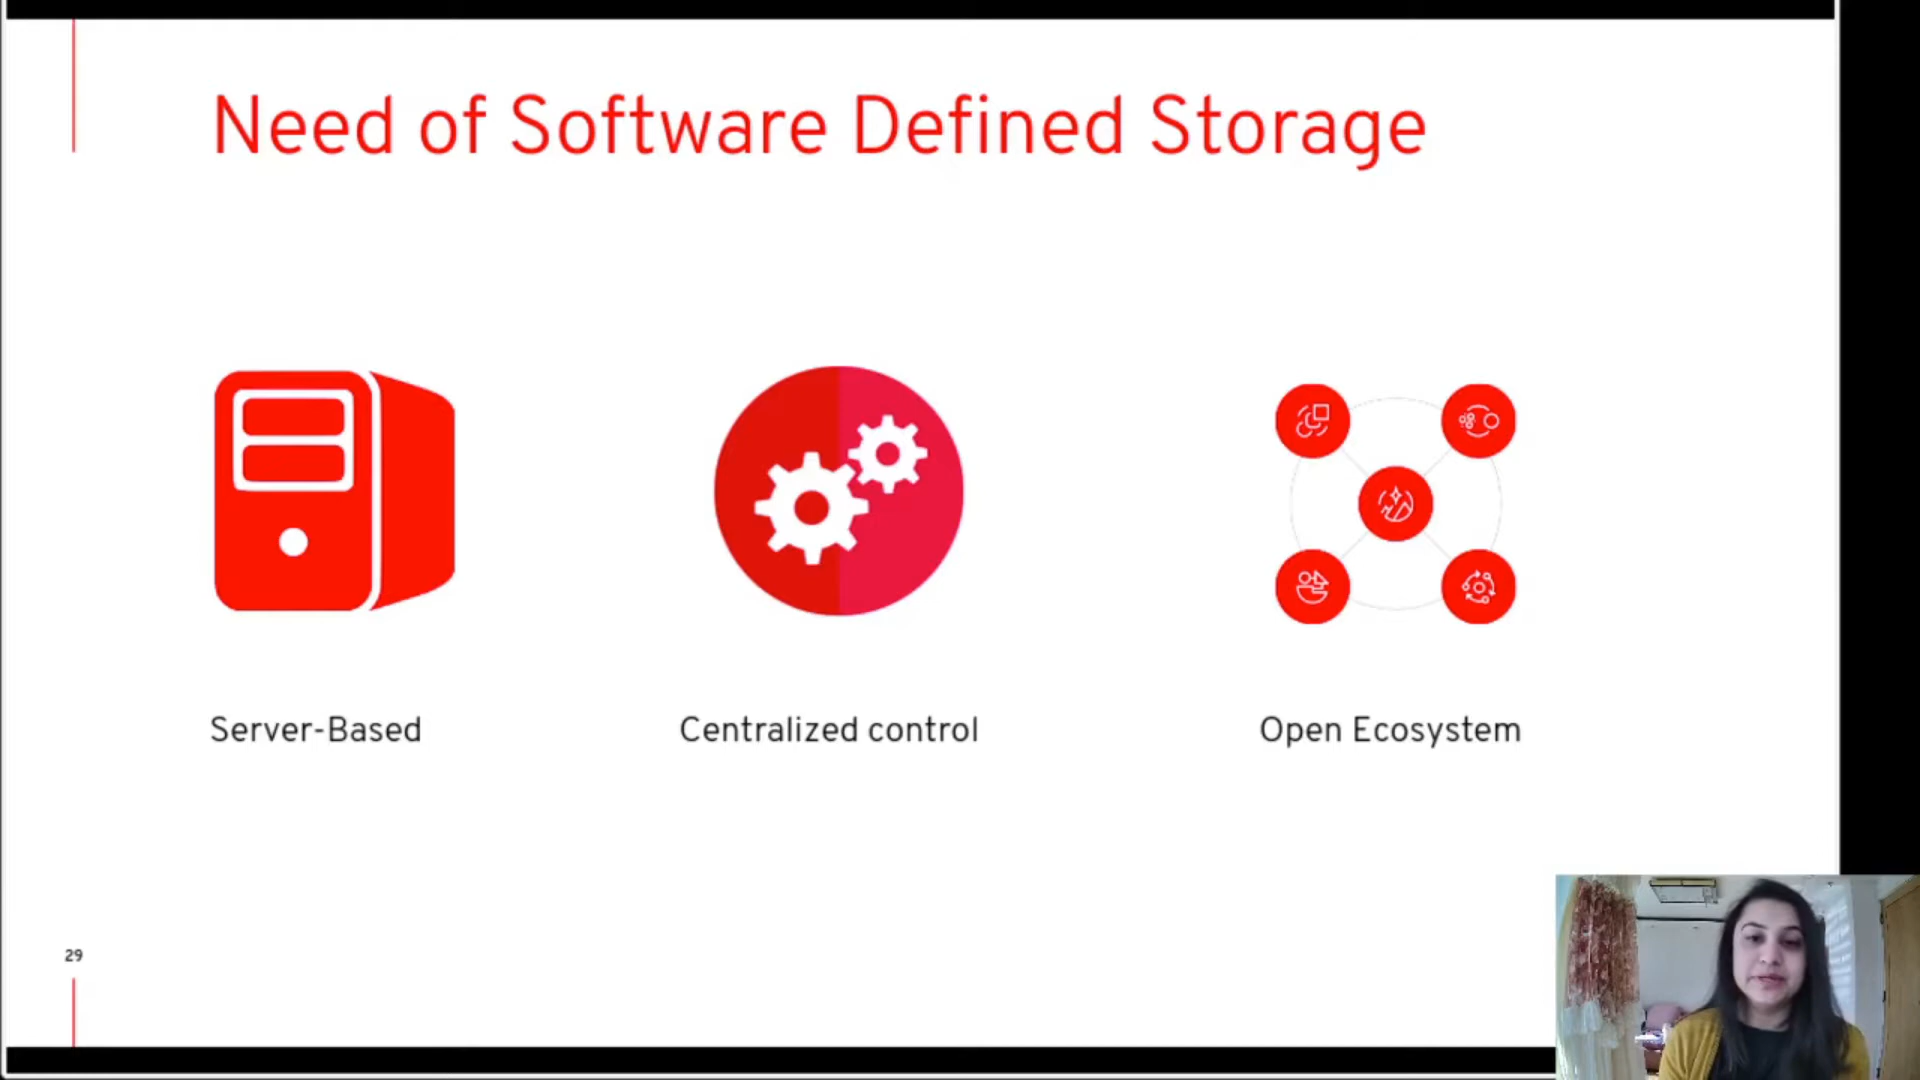 Need of Software Defined Storage
Server-Based
Centralized control
Open Ecosystem
29